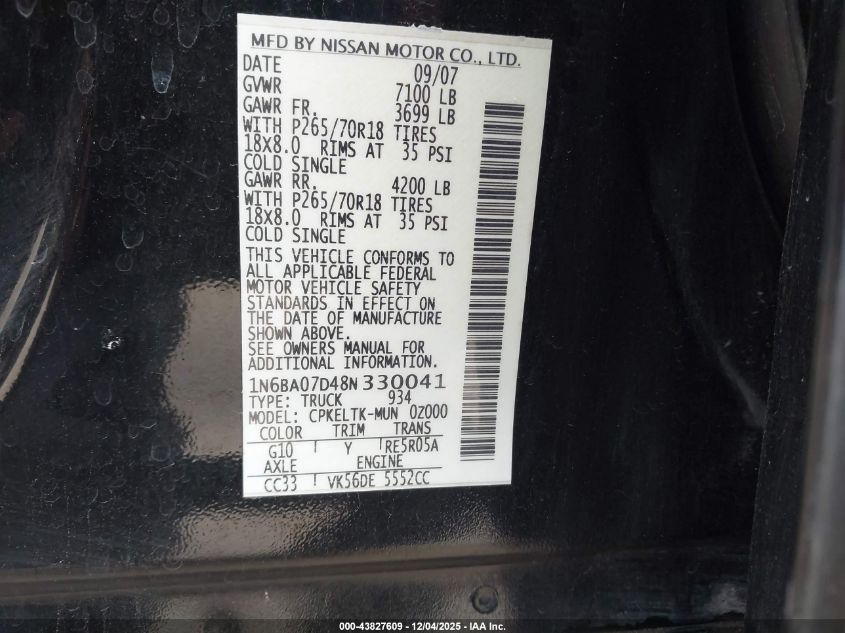 MFD BY NISSAN MOTOR CO., LTD.
DATE 09/07
GVWR 7100 LB
GAWR FR. 3699 LB
WITH P265/70R18 TIRES
18X8.0 RIMS AT 35 PSI
COLD SINGLE
GAWR RR. 4200 LB
WITH P265/70R18 TIRES
18X8.0 RIMS AT 35 PSI
COLD SINGLE
THIS VEHICLE CONFORMS TO
ALL APPLICABLE FEDERAL
MOTOR VEHICLE SAFETY
STANDARDS IN EFFECT ON
THE DATE OF MANUFACTURE
SHOWN ABOVE.
SEE OWNERS MANUAL FOR
ADDITIONAL INFORMATION.
1N6BA07D48N330041
TYPE: TRUCK 934
MODEL: CPKELTK-MUN 0Z000
COLOR TRIM TRANS
G10 Y RE5R05A
AXLE ENGINE
CC33 VK56DE 5552CC
000-43827609 - 12/04/2025 - IAA Inc.